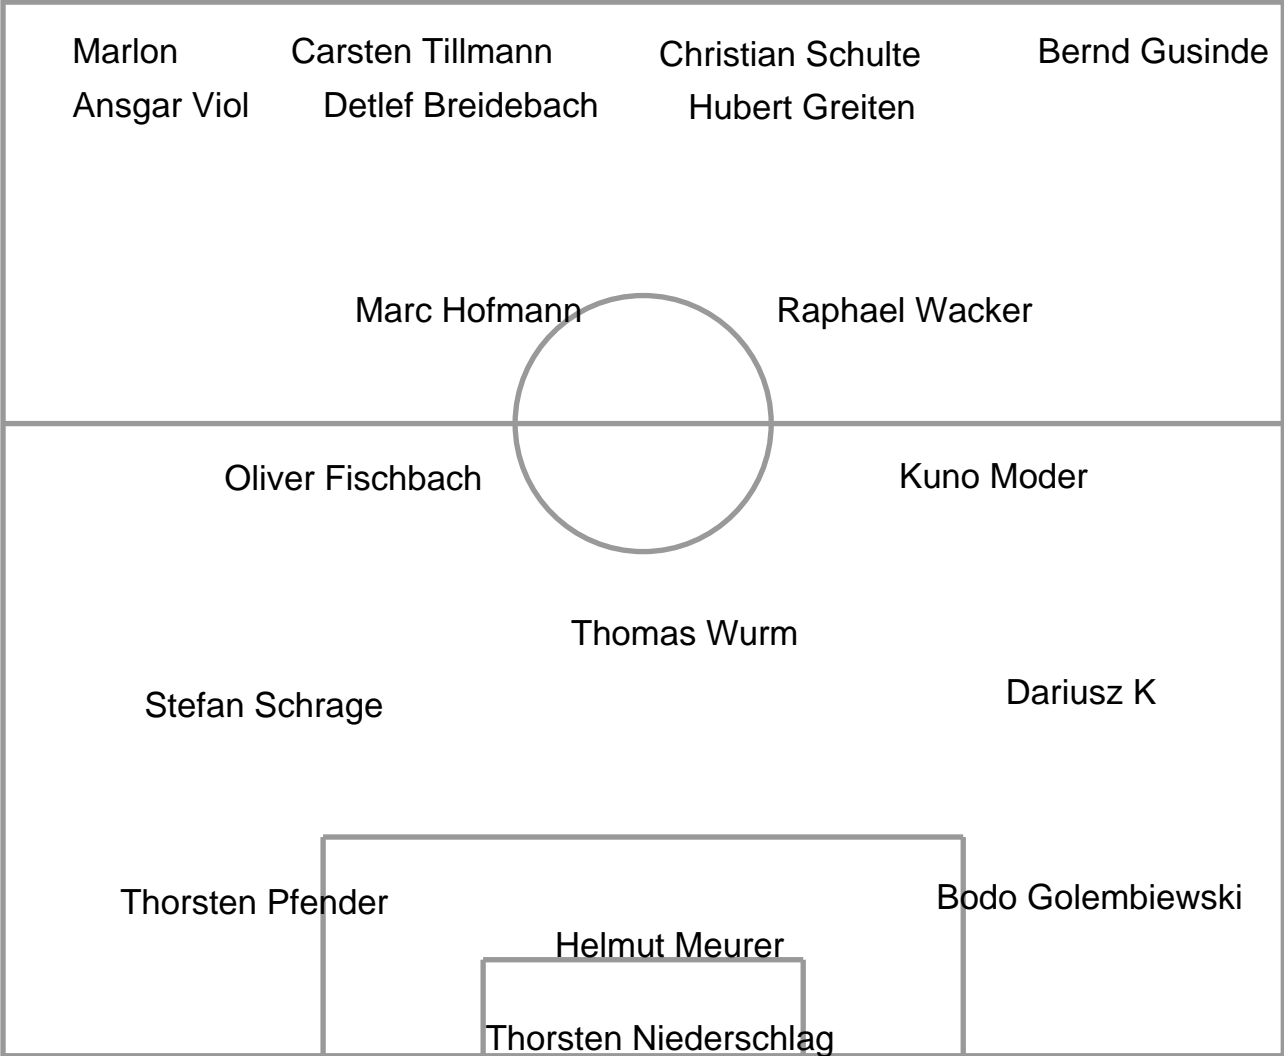 Marlon Carsten Tillmann Christian Schulte Bernd Gusinde
Ansgar Viol Detlef Breidebach Hubert Greiten
Marc Hofmann Raphael Wacker
Oliver Fischbach Kuno Moder
Thomas Wurm
Stefan Schrage Dariusz K
Thorsten Pfender Bodo Golembiewski
Helmut Meurer
Thorsten Niederschlag